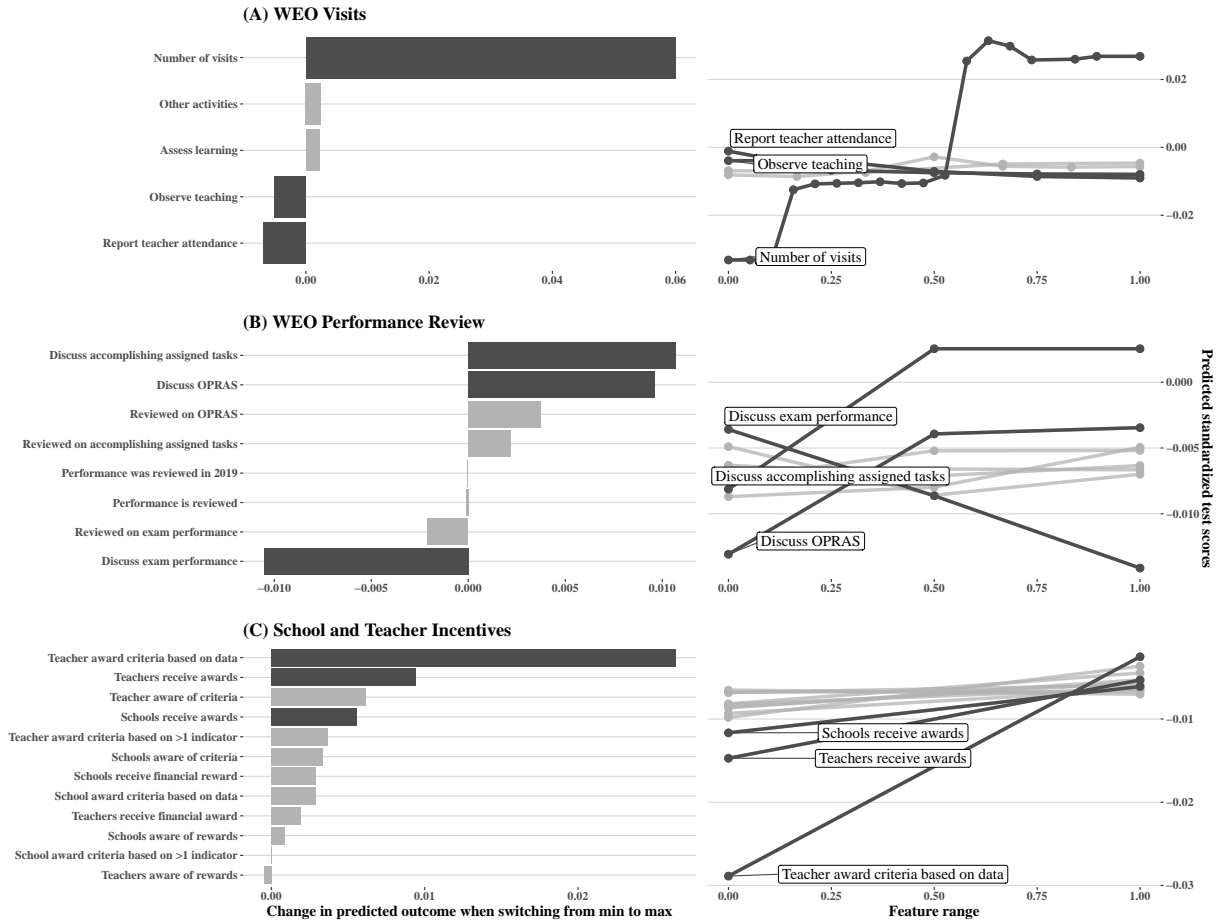 (A) WEO Visits
Number of visits
Other activities
Assess learning
Observe teaching
Report teacher attendance
0.00 0.02 0.04 0.06
Report teacher attendance
Observe teaching
Number of visits
0.02
0.00
−0.02
0.00 0.25 0.50 0.75 1.00
(B) WEO Performance Review
Discuss accomplishing assigned tasks
Discuss OPRAS
Reviewed on OPRAS
Reviewed on accomplishing assigned tasks
Performance was reviewed in 2019
Performance is reviewed
Reviewed on exam performance
Discuss exam performance
−0.010 −0.005 0.000 0.005 0.010
Discuss exam performance
Discuss accomplishing assigned tasks
Discuss OPRAS
0.000
−0.005
−0.010
0.00 0.25 0.50 0.75 1.00
Predicted standardized test scores
(C) School and Teacher Incentives
Teacher award criteria based on data
Teachers receive awards
Teacher aware of criteria
Schools receive awards
Teacher award criteria based on >1 indicator
Schools aware of criteria
Schools receive financial reward
School award criteria based on data
Teachers receive financial award
Schools aware of rewards
School award criteria based on >1 indicator
Teachers aware of rewards
0.00 0.01 0.02
Change in predicted outcome when switching from min to max
Schools receive awards
Teachers receive awards
Teacher award criteria based on data
−0.01
−0.02
−0.03
0.00 0.25 0.50 0.75 1.00
Feature range